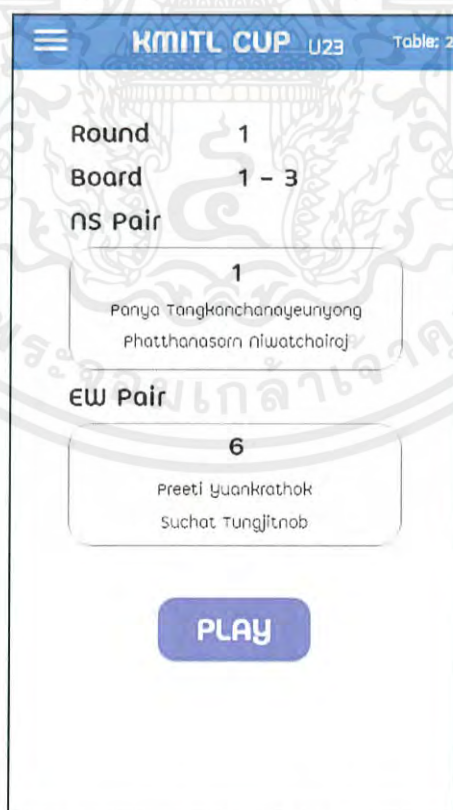 KMITL CUP U23 Table: 2
Round 1
Board 1 - 3
NS Pair
1
Panya Tangkanchanayeunyong
Phatthanasorn Niwatchairoj
EW Pair
6
Preeti Yuankrathok
Suchat Tungjitnob
PLAY